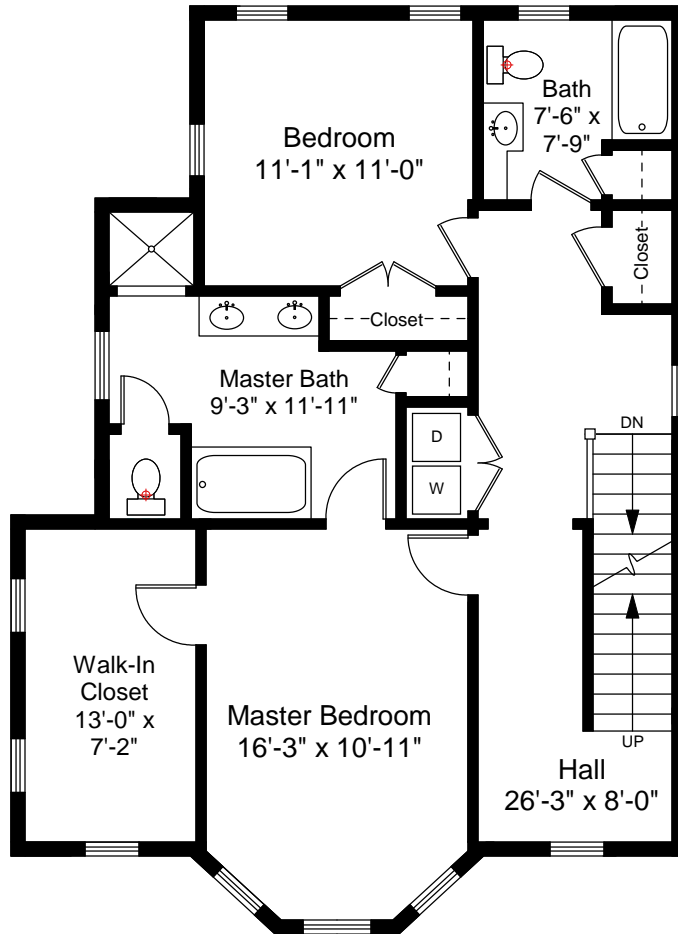 Bedroom
11'-1" x 11'-0"
Bath
7'-6" x
7'-9"
Closet
Closet
Master Bath
9'-3" x 11'-11"
D
W
DN
Walk-In
Closet
13'-0" x
7'-2"
Master Bedroom
16'-3" x 10'-11"
UP
Hall
26'-3" x 8'-0"